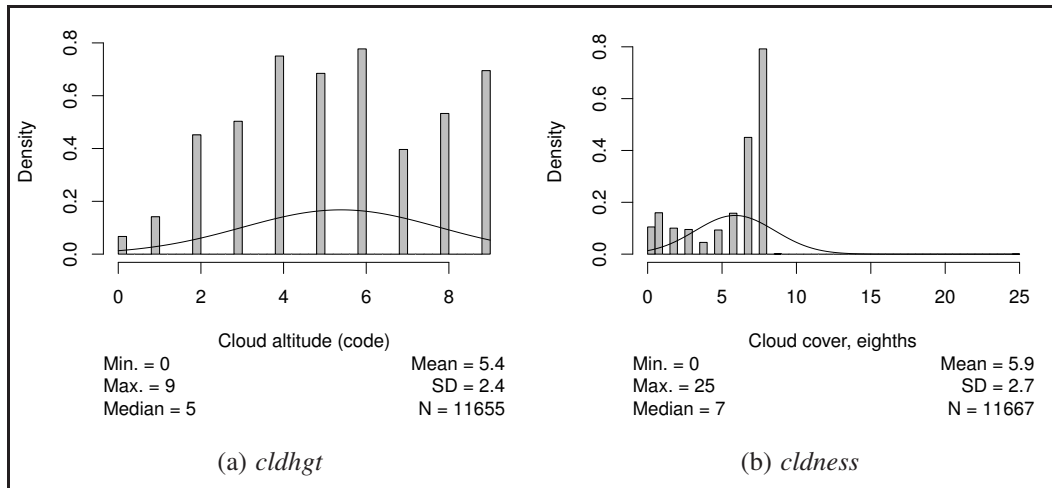 Density
0.0 0.2 0.4 0.6 0.8
0 2 4 6 8
Cloud altitude (code)
Min. = 0 Mean = 5.4
Max. = 9 SD = 2.4
Median = 5 N = 11655
(a) cldhgt
Density
0.0 0.2 0.4 0.6 0.8
0 5 10 15 20 25
Cloud cover, eighths
Min. = 0 Mean = 5.9
Max. = 25 SD = 2.7
Median = 7 N = 11667
(b) cldness